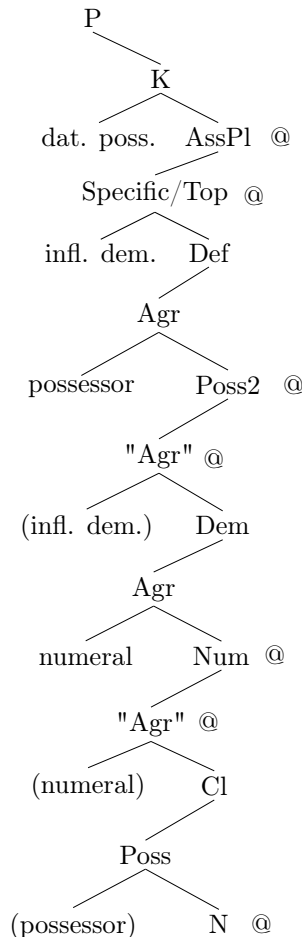 P
K
dat. poss. AssPl @
Specific/Top @
infl. dem. Def
Agr
possessor Poss2 @
"Agr" @
(infl. dem.) Dem
Agr
numeral Num @
"Agr" @
(numeral) Cl
Poss
(possessor) N @